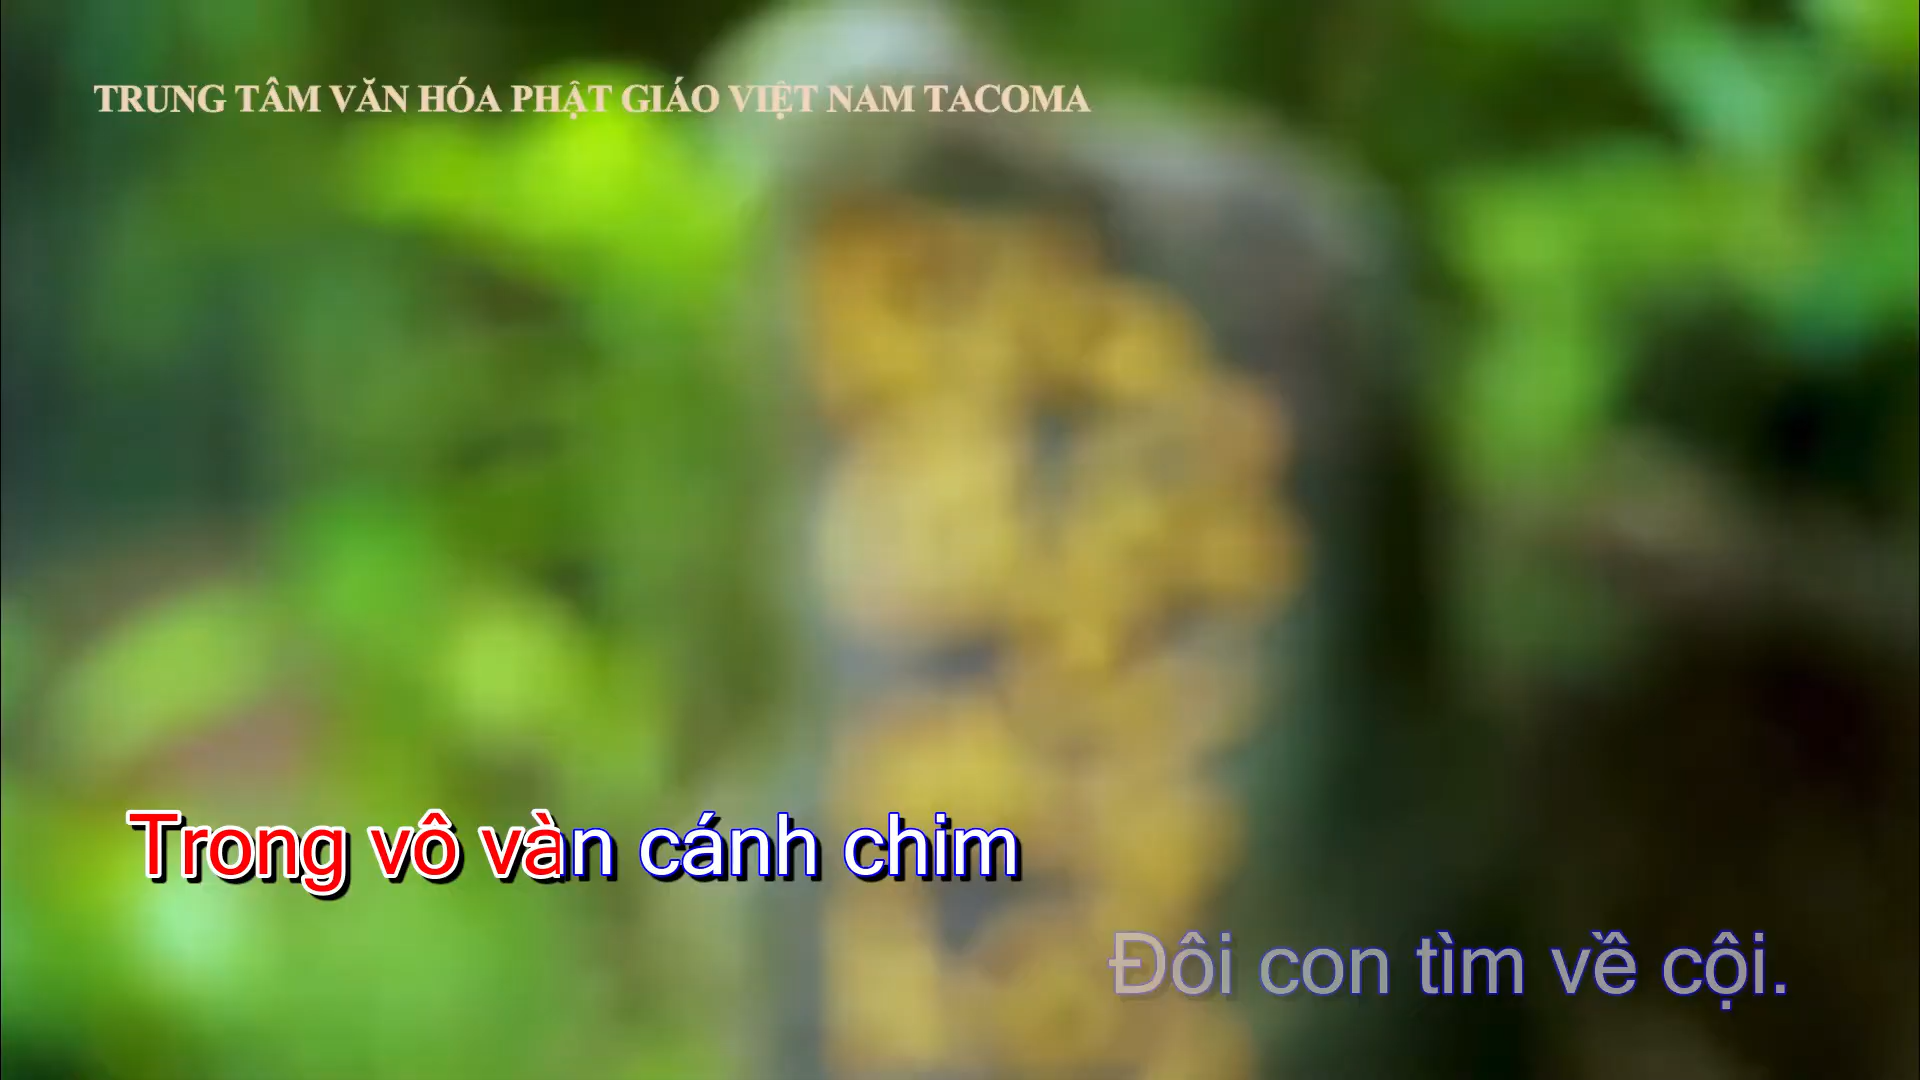 TRUNG TÂM VĂN HÓA PHẬT GIÁO VIỆT NAM TACOMA
Trong vô vàn cánh chim
Đôi con tìm về cội.